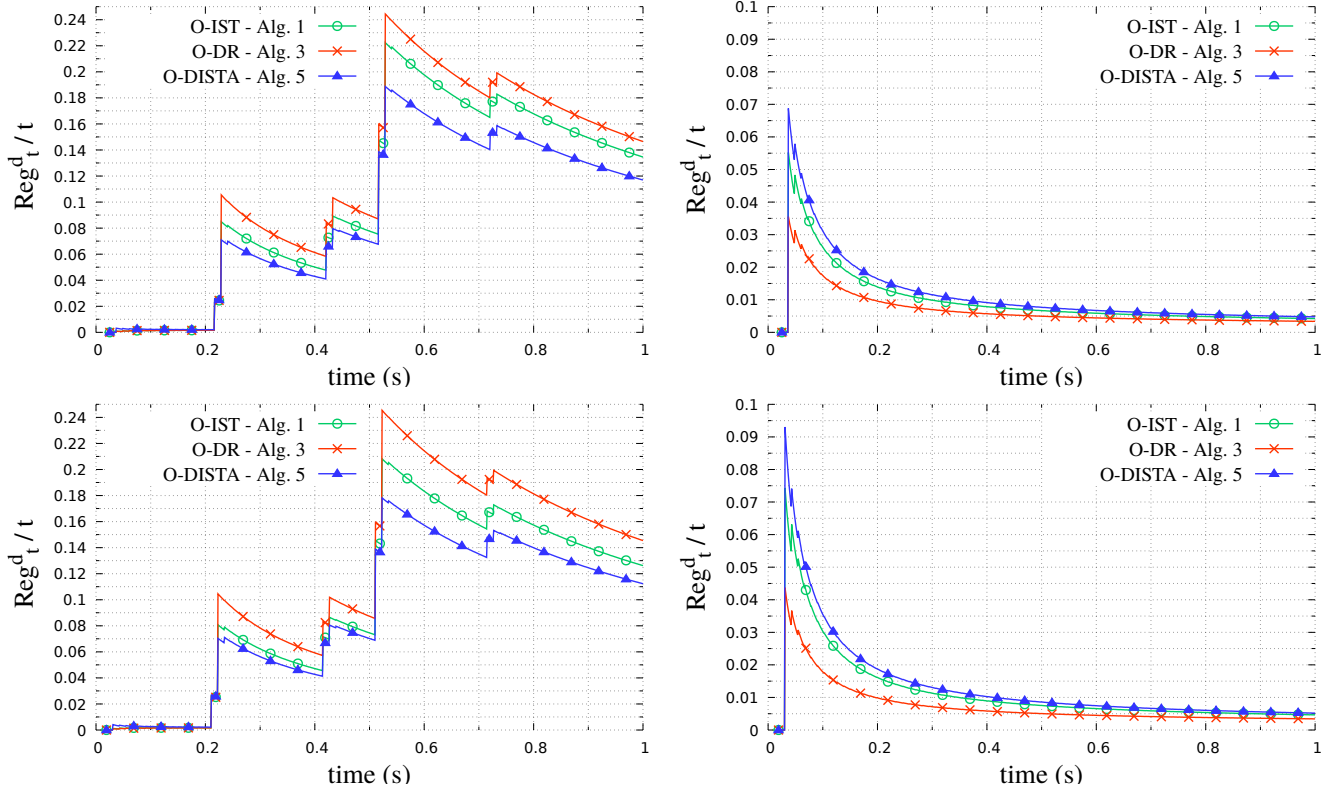 0.24
0.22
0.2
0.18
0.16
0.14
0.12
0.1
0.08
0.06
0.04
0.02
0
Reg^d_t / t
O-IST - Alg. 1
O-DR - Alg. 3
O-DISTA - Alg. 5
0 0.2 0.4 0.6 0.8 1
time (s)
0.1
0.09
0.08
0.07
0.06
0.05
0.04
0.03
0.02
0.01
0
Reg^d_t / t
O-IST - Alg. 1
O-DR - Alg. 3
O-DISTA - Alg. 5
0 0.2 0.4 0.6 0.8 1
time (s)
0.24
0.22
0.2
0.18
0.16
0.14
0.12
0.1
0.08
0.06
0.04
0.02
0
Reg^d_t / t
O-IST - Alg. 1
O-DR - Alg. 3
O-DISTA - Alg. 5
0 0.2 0.4 0.6 0.8 1
time (s)
0.1
0.09
0.08
0.07
0.06
0.05
0.04
0.03
0.02
0.01
0
Reg^d_t / t
O-IST - Alg. 1
O-DR - Alg. 3
O-DISTA - Alg. 5
0 0.2 0.4 0.6 0.8 1
time (s)